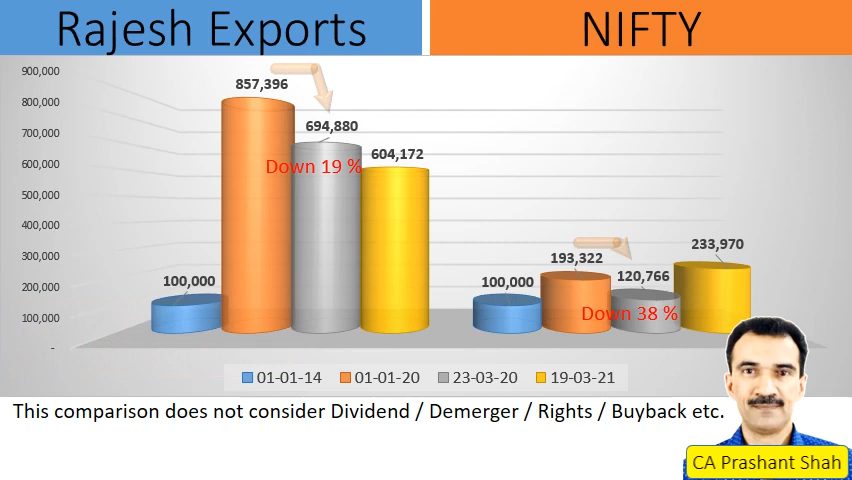 Rajesh Exports
NIFTY
900,000
800,000
700,000
600,000
500,000
400,000
300,000
200,000
100,000
-
100,000
857,396
694,880
604,172
Down 19 %
100,000
193,322
120,766
233,970
Down 38 %
01-01-14 01-01-20 23-03-20 19-03-21
This comparison does not consider Dividend / Demerger / Rights / Buyback etc.
CA Prashant Shah